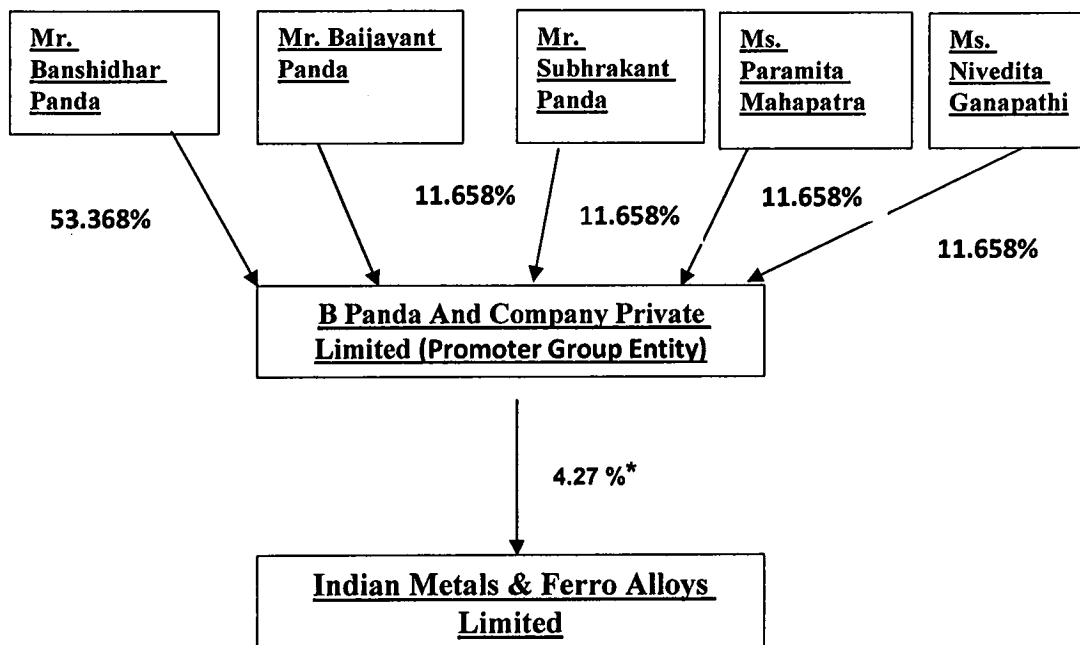 Mr.
Banshidhar
Panda
Mr. Baijayant
Panda
Mr.
Subhrakant
Panda
Ms.
Paramita
Mahapatra
Ms.
Nivedita
Ganapathi
53.368%
11.658%
11.658%
11.658%
11.658%
B Panda And Company Private
Limited (Promoter Group Entity)
4.27 %*
Indian Metals & Ferro Alloys
Limited